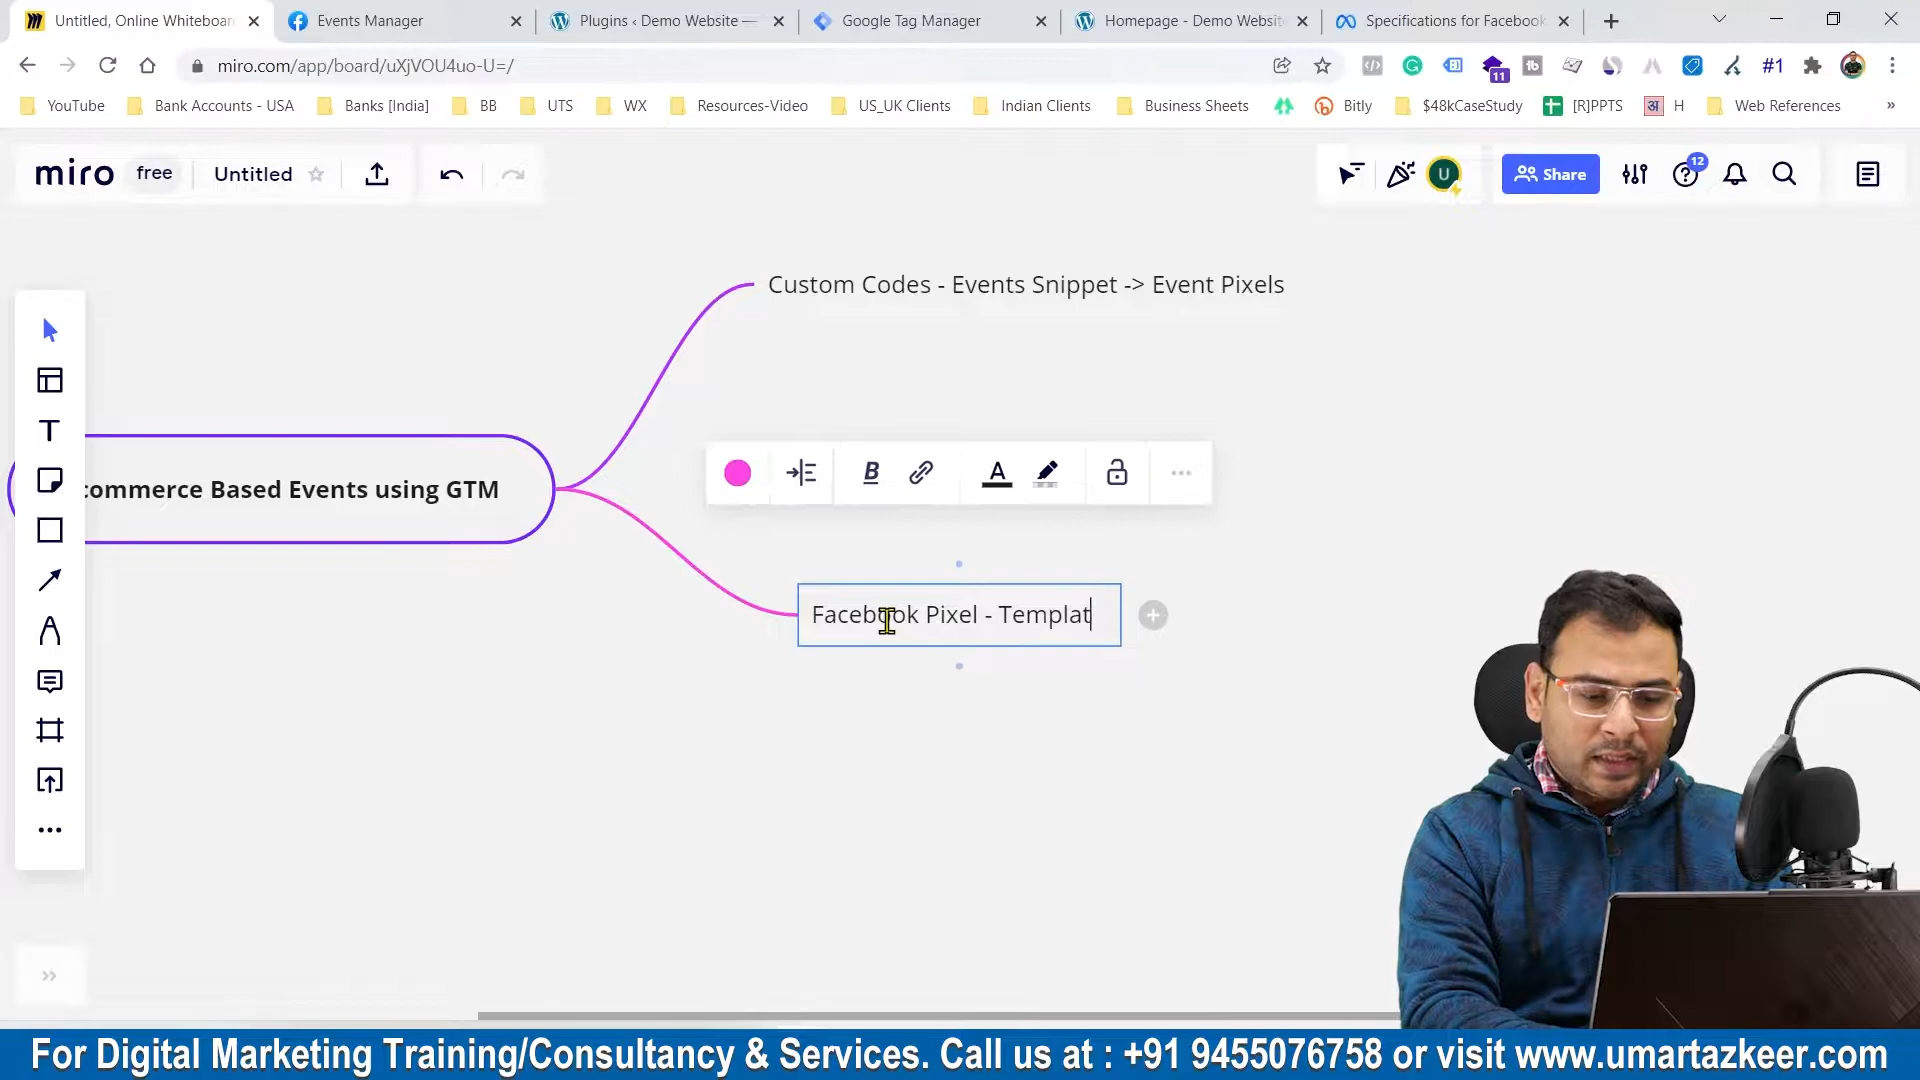 Untitled, Online Whiteboar
Events Manager
Plugins ‹ Demo Website —
Google Tag Manager
Homepage - Demo Websit
Specifications for Facebook
miro.com/app/board/uXjVOU4uo-U=/
11
#1
YouTube
Bank Accounts - USA
Banks [India]
BB
UTS
WX
Resources-Video
US_UK Clients
Indian Clients
Business Sheets
Bitly
$48kCaseStudy
[R]PPTS
H
Web References
»
miro
free
Untitled
U
Share
12
Custom Codes - Events Snippet -> Event Pixels
B
A
commerce Based Events using GTM
Facebook Pixel - Templat
For Digital Marketing Training/Consultancy & Services. Call us at : +91 9455076758 or visit www.umartazkeer.com